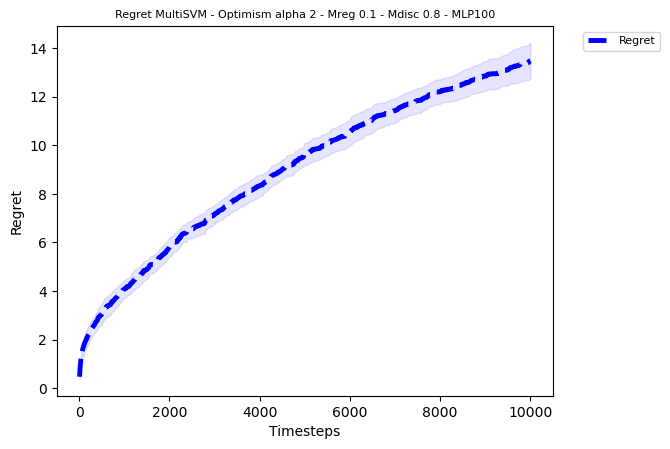 Regret MultiSVM - Optimism alpha 2 - Mreg 0.1 - Mdisc 0.8 - MLP100
Regret
14
12
10
8
6
4
2
0
Regret
0 2000 4000 6000 8000 10000
Timesteps